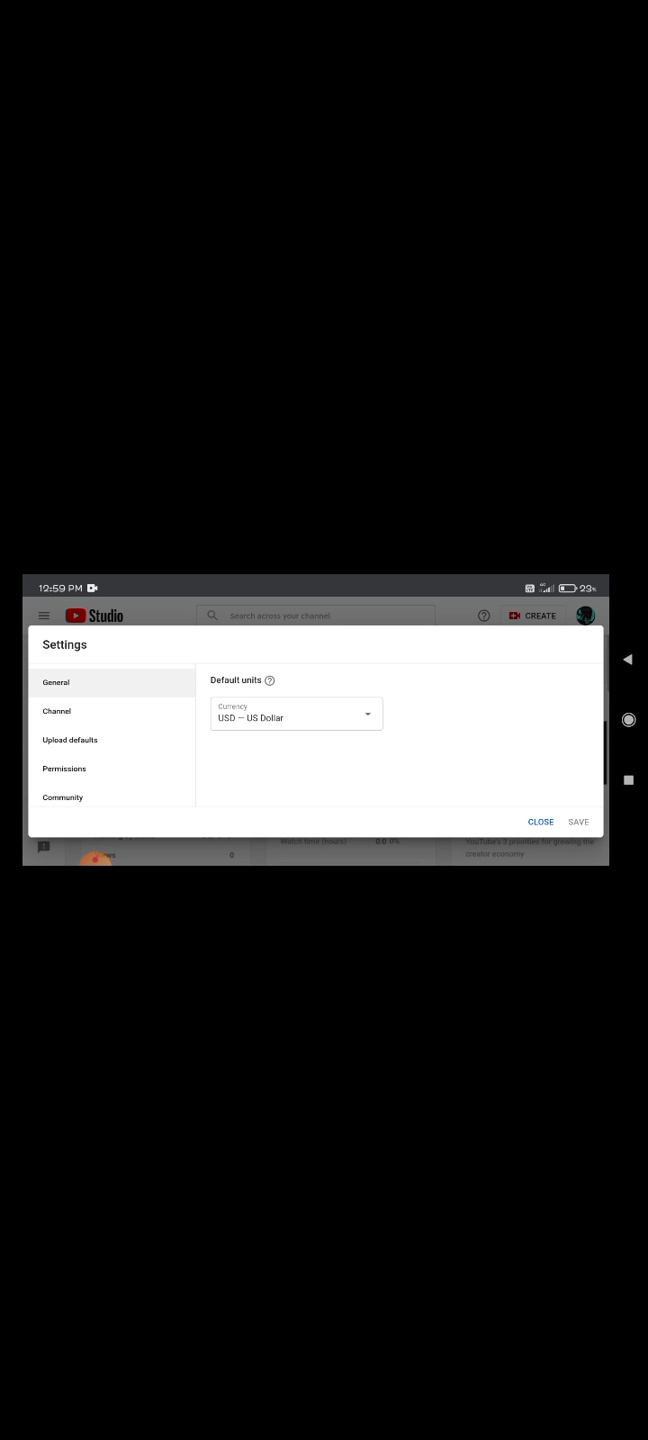 12:59 PM
23%
Studio
Search across your channel
CREATE
Settings
General
Channel
Upload defaults
Permissions
Community
Default units
Currency
USD — US Dollar
CLOSE
SAVE
0
Watch time (hours)
0.0
0%
YouTube's 3 priorities for growing the
creator economy